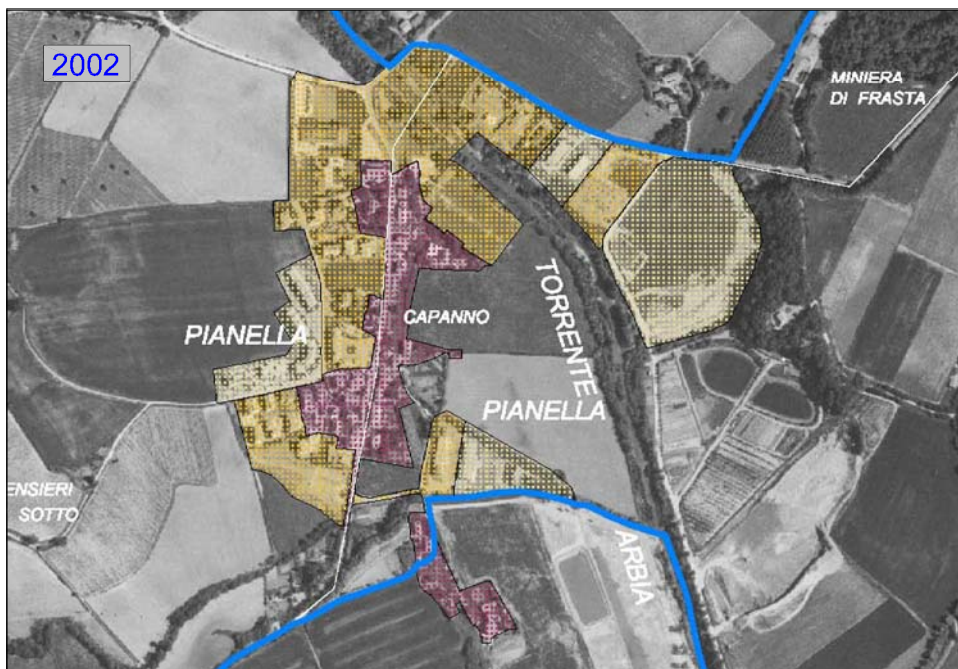 2002
MINIERA
DI FRASTA
TORRENTE
CAPANNO
PIANELLA
PIANELLA
ENSIERI
SOTTO
ARBIA